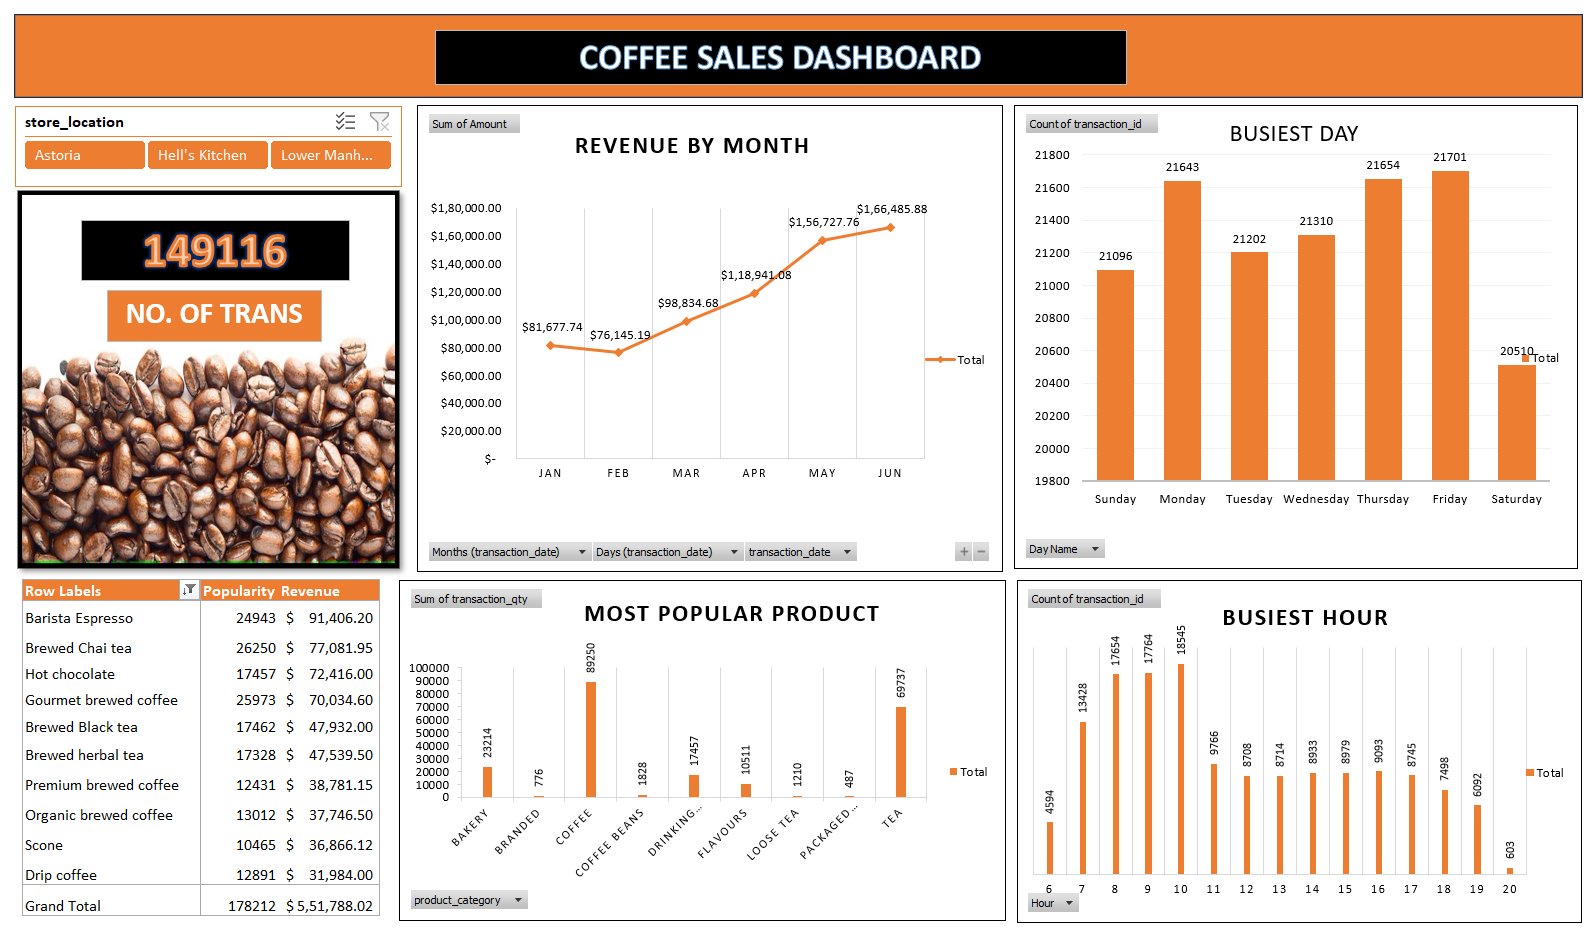 COFFEE SALES DASHBOARD
store_location
Astoria
Hell's Kitchen
Lower Manh...
149116
NO. OF TRANS
Sum of Amount
REVENUE BY MONTH
$1,80,000.00
$1,60,000.00
$1,40,000.00
$1,20,000.00
$1,00,000.00
$80,000.00
$60,000.00
$40,000.00
$20,000.00
$-
$81,677.74
$76,145.19
$98,834.68
$1,18,941.08
$1,56,727.76
$1,66,485.88
JAN FEB MAR APR MAY JUN
Total
Months (transaction_date)
Days (transaction_date)
transaction_date
Count of transaction_id
BUSIEST DAY
21800
21600
21400
21200
21000
20800
20600
20400
20200
20000
19800
21096
21643
21202
21310
21654
21701
20510
Total
Sunday Monday Tuesday Wednesday Thursday Friday Saturday
Day Name
Row Labels Popularity Revenue
Barista Espresso 24943 $ 91,406.20
Brewed Chai tea 26250 $ 77,081.95
Hot chocolate 17457 $ 72,416.00
Gourmet brewed coffee 25973 $ 70,034.60
Brewed Black tea 17462 $ 47,932.00
Brewed herbal tea 17328 $ 47,539.50
Premium brewed coffee 12431 $ 38,781.15
Organic brewed coffee 13012 $ 37,746.50
Scone 10465 $ 36,866.12
Drip coffee 12891 $ 31,984.00
Grand Total 178212 $ 5,51,788.02
Sum of transaction_qty
MOST POPULAR PRODUCT
100000
90000
80000
70000
60000
50000
40000
30000
20000
10000
0
23214
776
89250
1828
17457
10511
1210
487
69737
BAKERY
BRANDED
COFFEE
COFFEE BEANS
DRINKING...
FLAVOURS
LOOSE TEA
PACKAGED...
TEA
Total
product_category
Count of transaction_id
BUSIEST HOUR
4594
13428
17654
17764
18545
9766
8708
8714
8933
8979
9093
8745
7498
6092
603
6 7 8 9 10 11 12 13 14 15 16 17 18 19 20
Total
Hour